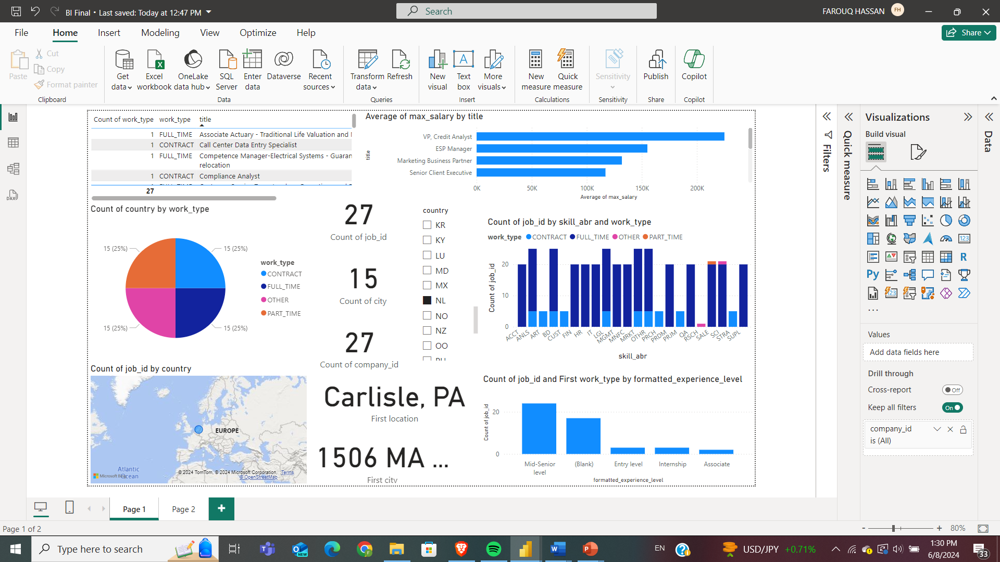 BI Final • Last saved: Today at 12:47 PM
Search
FAROUQ HASSAN
FH
File
Home
Insert
Modeling
View
Optimize
Help
Share
Paste
Cut
Copy
Format painter
Clipboard
Get data
Excel workbook
OneLake data hub
SQL Server
Enter data
Dataverse
Recent sources
Data
Transform data
Refresh
Queries
New visual
Text box
More visuals
Insert
New measure
Quick measure
Calculations
Sensitivity
Sensitivity
Publish
Share
Copilot
Copilot
Count of work_type work_type title
1 FULL_TIME Associate Actuary - Traditional Life Valuation and
1 CONTRACT Call Center Data Entry Specialist
1 FULL_TIME Competence Manager-Electrical Systems - Guaran
relocation
1 CONTRACT Compliance Analyst
27
Average of max_salary by title
title
VP, Credit Analyst
ESP Manager
Marketing Business Partner
Senior Client Executive
0K 50K 100K 150K 200K
Average of max_salary
Count of country by work_type
15 (25%)
15 (25%)
15 (25%)
15 (25%)
work_type
CONTRACT
FULL_TIME
OTHER
PART_TIME
27
Count of job_id
15
Count of city
27
Count of company_id
country
KR
KY
LU
MD
MX
NL
NO
NZ
OO
Count of job_id by skill_abr and work_type
work_type CONTRACT FULL_TIME OTHER PART_TIME
Count of job_id
20
10
0
ACCT ANLS ART BD CUST FIN HR IT LGL MGMT MNFC MRKT OTHR PRCH PRDM PRJM QA RSCH SALE SCI STRA SUPL
skill_abr
Count of job_id by country
EUROPE
Atlantic
Ocean
Microsoft Bing
© 2024 TomTom, © 2024 Microsoft Corporation, Terms
© OpenStreetMap
Carlisle, PA
First location
1506 MA ...
First city
Count of job_id and First work_type by formatted_experience_level
Count of job_id
20
0
Mid-Senior level
(Blank)
Entry level
Internship
Associate
formatted_experience_level
Filters
Quick measure
Visualizations
Build visual
123
R
Py
123
...
Values
Add data fields here
Drill through
Cross-report
Off
Keep all filters
On
company_id
is (All)
Data
DAX
Page 1
Page 2
+
Page 1 of 2
- + 80%
Type here to search
NEW
EN
USD/JPY +0.71%
1:30 PM
6/8/2024
33